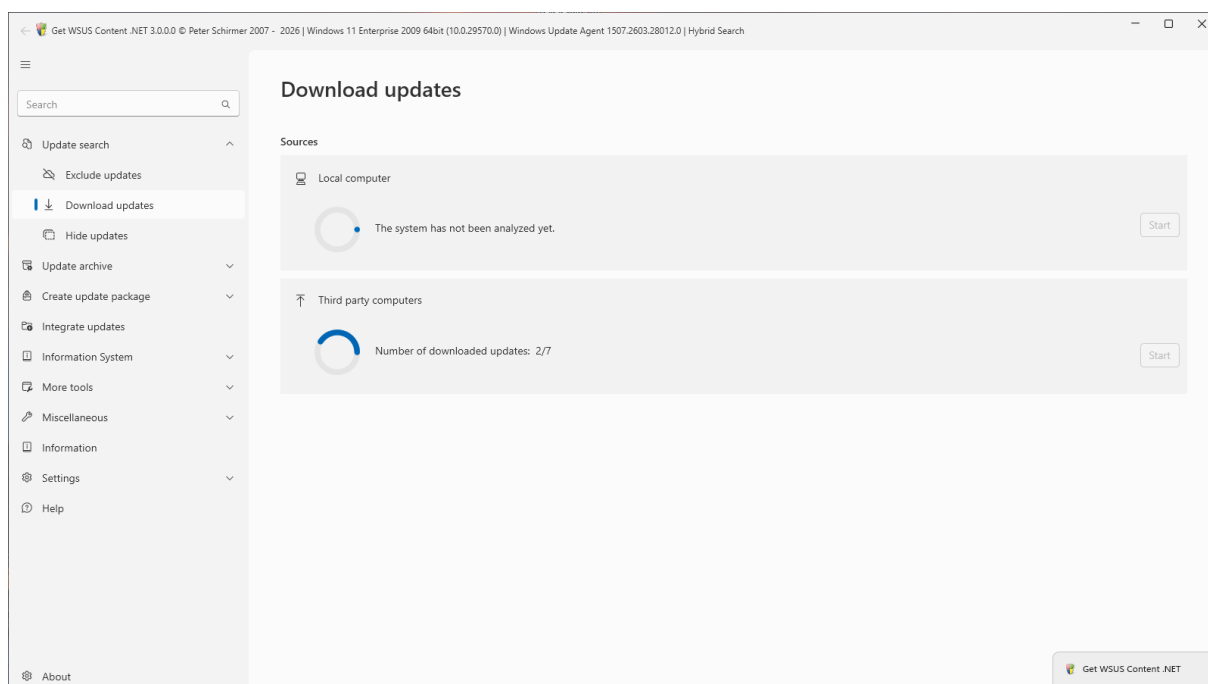 Get WSUS Content .NET 3.0.0.0 © Peter Schirmer 2007 - 2026 | Windows 11 Enterprise 2009 64bit (10.0.29570.0) | Windows Update Agent 1507.2603.28012.0 | Hybrid Search
Search
Update search
Exclude updates
Download updates
Hide updates
Update archive
Create update package
Integrate updates
Information System
More tools
Miscellaneous
Information
Settings
Help
About
Download updates
Sources
Local computer
The system has not been analyzed yet.
Start
Third party computers
Number of downloaded updates: 2/7
Start
Get WSUS Content .NET